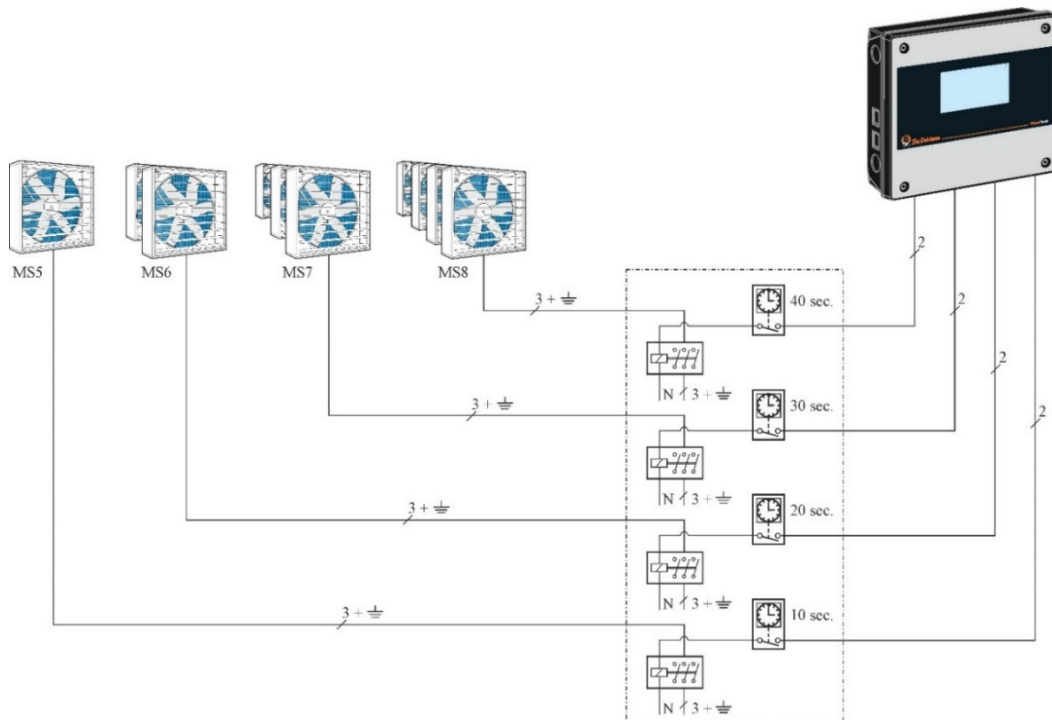 MS5
MS6
MS7
MS8
2
2
2
2
3 +
40 sec.
N
3 +
3 +
30 sec.
N
3 +
3 +
20 sec.
N
3 +
3 +
10 sec.
N
3 +